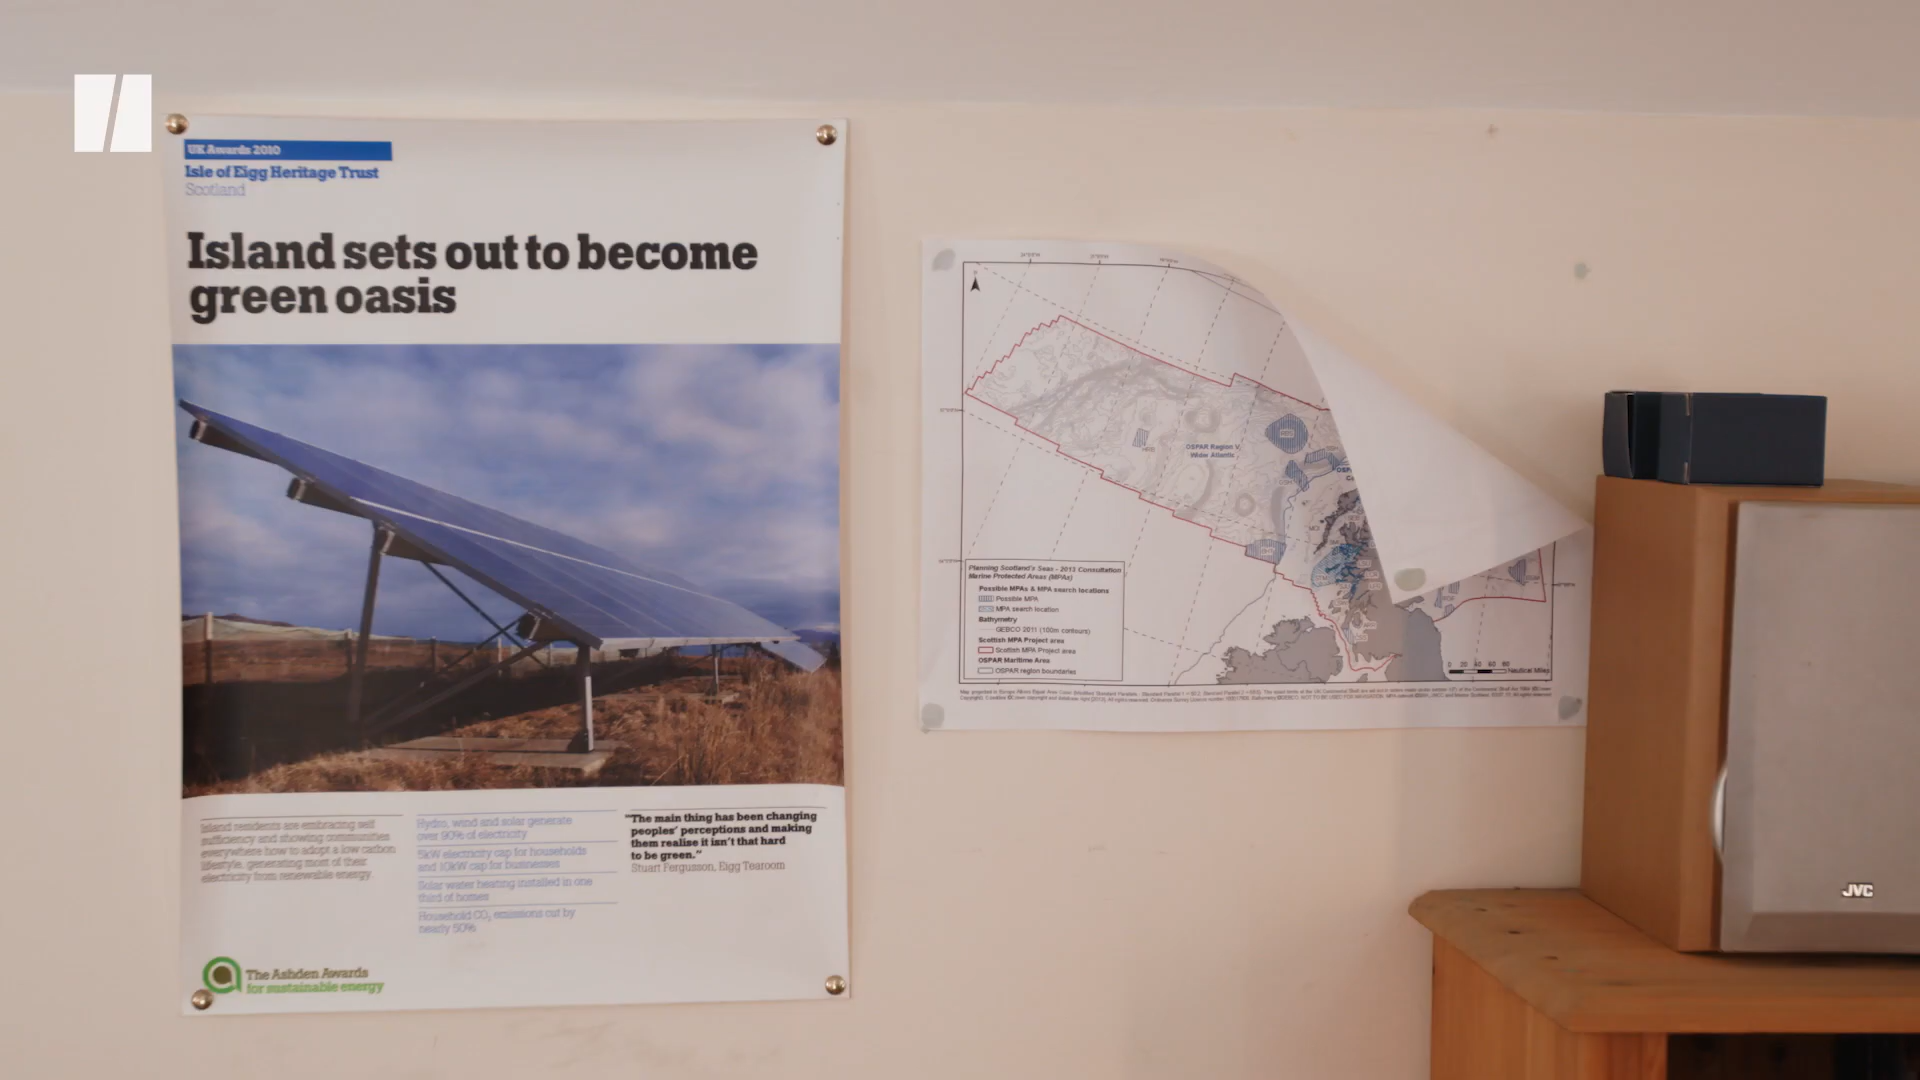 UK Awards 2010
Isle of Eigg Heritage Trust
Scotland
Island sets out to become
green oasis
Island residents are embracing self
sufficiency and showing communities
everywhere how to adopt a low carbon
lifestyle, generating most of their
electricity from renewable energy.
Hydro, wind and solar generate
over 90% of electricity
5kW electricity cap for households
and 10kW cap for businesses
Solar water heating installed in one
third of homes
Household CO₂ emissions cut by
nearly 50%
"The main thing has been changing
peoples' perceptions and making
them realise it isn't that hard
to be green."
Stuart Fergusson, Eigg Tearoom
The Ashden Awards
for sustainable energy
N
OSPAR Region V
Wider Atlantic
Planning Scotland's Seas - 2013 Consultation
Marine Protected Areas (MPAs)
Possible MPAs & MPA search locations
Possible MPA
MPA search location
Bathymetry
GEBCO 2011 (100m contours)
Scottish MPA Project area
Scottish MPA Project area
OSPAR Maritime Area
OSPAR region boundaries
0 20 40 60 80
Nautical Miles
JVC